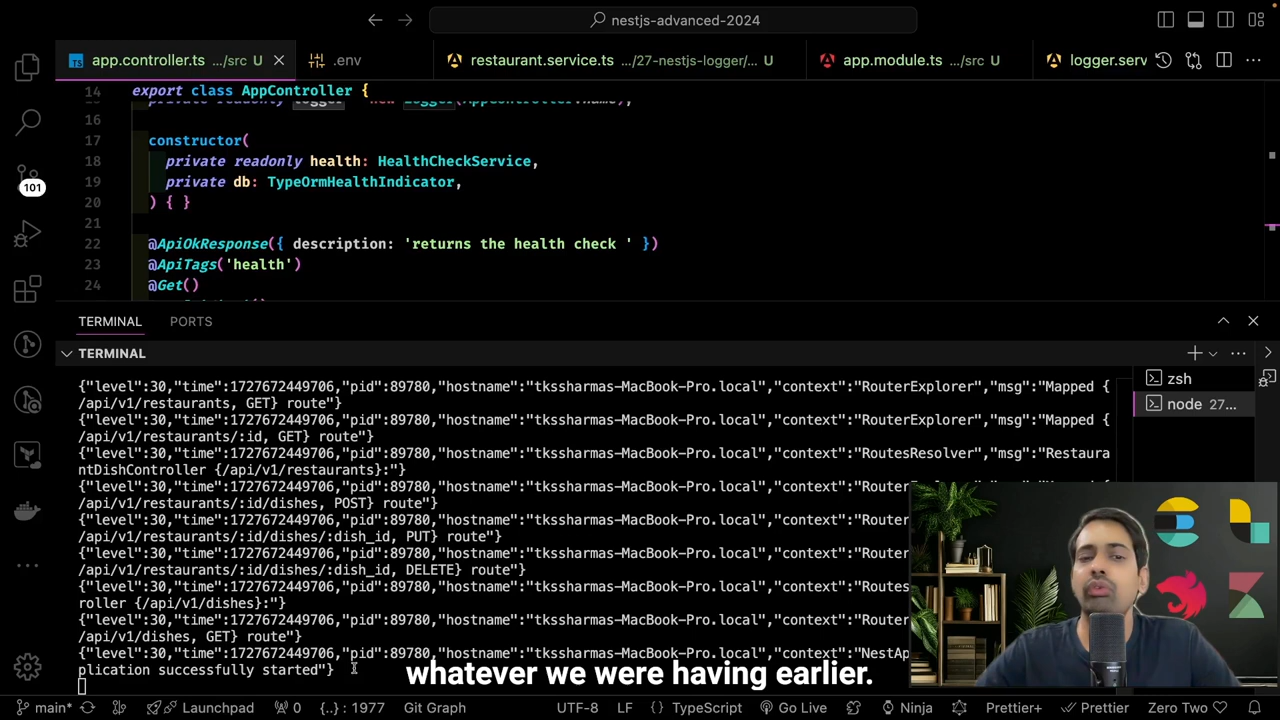 nestjs-advanced-2024
app.controller.ts .../src U
.env
restaurant.service.ts .../27-nestjs-logger/... U
app.module.ts .../src U
logger.serv
14 export class AppController {
private readonly logger = new Logger(AppController.name);
16
17 constructor(
18 private readonly health: HealthCheckService,
19 private db: TypeOrmHealthIndicator,
20 ) { }
21
22 @ApiOkResponse({ description: 'returns the health check ' })
23 @ApiTags('health')
24 @Get()
101
TERMINAL PORTS
TERMINAL
{"level":30,"time":1727672449706,"pid":89780,"hostname":"tkssharmas-MacBook-Pro.local","context":"RouterExplorer","msg":"Mapped {
/api/v1/restaurants, GET} route"}
{"level":30,"time":1727672449706,"pid":89780,"hostname":"tkssharmas-MacBook-Pro.local","context":"RouterExplorer","msg":"Mapped {
/api/v1/restaurants/:id, GET} route"}
{"level":30,"time":1727672449706,"pid":89780,"hostname":"tkssharmas-MacBook-Pro.local","context":"RoutesResolver","msg":"Restaura
ntDishController {/api/v1/restaurants}:"}
{"level":30,"time":1727672449706,"pid":89780,"hostname":"tkssharmas-MacBook-Pro.local","context":"RouterExplorer","msg":"Mapped {
/api/v1/restaurants/:id/dishes, POST} route"}
{"level":30,"time":1727672449706,"pid":89780,"hostname":"tkssharmas-MacBook-Pro.local","context":"Router
/api/v1/restaurants/:id/dishes/:dish_id, PUT} route"}
{"level":30,"time":1727672449706,"pid":89780,"hostname":"tkssharmas-MacBook-Pro.local","context":"Router
/api/v1/restaurants/:id/dishes/:dish_id, DELETE} route"}
{"level":30,"time":1727672449706,"pid":89780,"hostname":"tkssharmas-MacBook-Pro.local","context":"Routes
roller {/api/v1/dishes}:"}
{"level":30,"time":1727672449706,"pid":89780,"hostname":"tkssharmas-MacBook-Pro.local","context":"Router
/api/v1/dishes, GET} route"}
{"level":30,"time":1727672449706,"pid":89780,"hostname":"tkssharmas-MacBook-Pro.local","context":"NestAp
plication successfully started"}
zsh
node 27...
whatever we were having earlier.
main* Launchpad 0 {..} : 1977 Git Graph UTF-8 LF {} TypeScript Go Live Ninja Prettier+ Prettier Zero Two